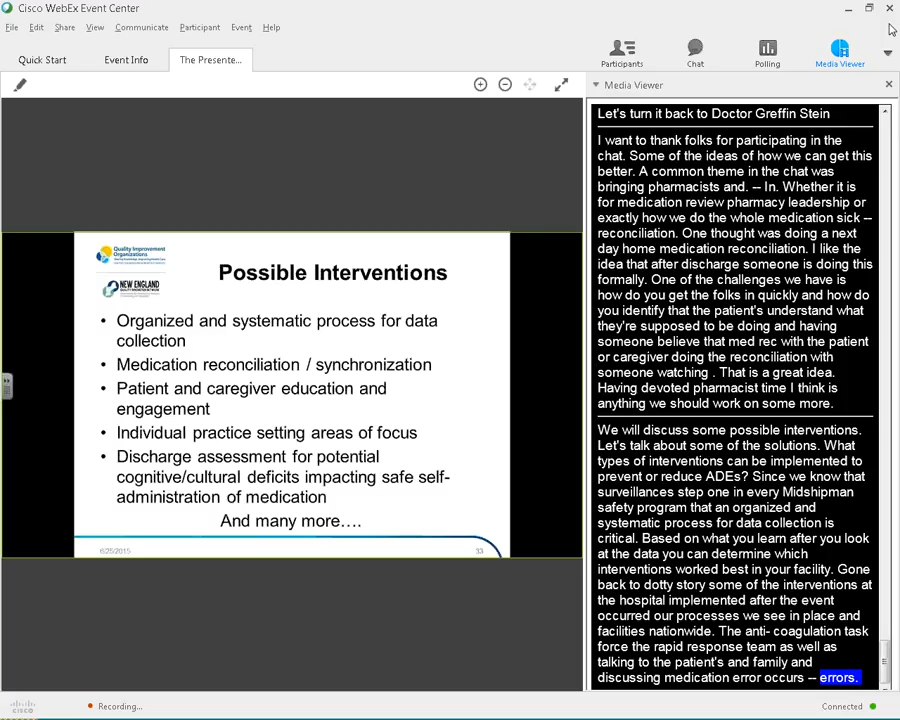 Cisco WebEx Event Center
File Edit Share View Communicate Participant Event Help
Quick Start
Event Info
The Presente...
Participants
Chat
Polling
Media Viewer
Media Viewer
Quality Improvement
Organizations
NEW ENGLAND
Possible Interventions
• Organized and systematic process for data
collection
• Medication reconciliation / synchronization
• Patient and caregiver education and
engagement
• Individual practice setting areas of focus
• Discharge assessment for potential
cognitive/cultural deficits impacting safe self-
administration of medication
And many more….
6/25/2015
33
Let's turn it back to Doctor Greffin Stein
I want to thank folks for participating in the
chat. Some of the ideas of how we can get this
better. A common theme in the chat was
bringing pharmacists and. -- In. Whether it is
for medication review pharmacy leadership or
exactly how we do the whole medication sick --
reconciliation. One thought was doing a next
day home medication reconciliation. I like the
idea that after discharge someone is doing this
formally. One of the challenges we have is
how do you get the folks in quickly and how do
you identify that the patient's understand what
they're supposed to be doing and having
someone believe that med rec with the patient
or caregiver doing the reconciliation with
someone watching . That is a great idea.
Having devoted pharmacist time I think is
anything we should work on some more.
We will discuss some possible interventions.
Let's talk about some of the solutions. What
types of interventions can be implemented to
prevent or reduce ADEs? Since we know that
surveillances step one in every Midshipman
safety program that an organized and
systematic process for data collection is
critical. Based on what you learn after you look
at the data you can determine which
interventions worked best in your facility. Gone
back to dotty story some of the interventions at
the hospital implemented after the event
occurred our processes we see in place and
facilities nationwide. The anti- coagulation task
force the rapid response team as well as
talking to the patient's and family and
discussing medication error occurs -- errors.
cisco
Recording...
Connected